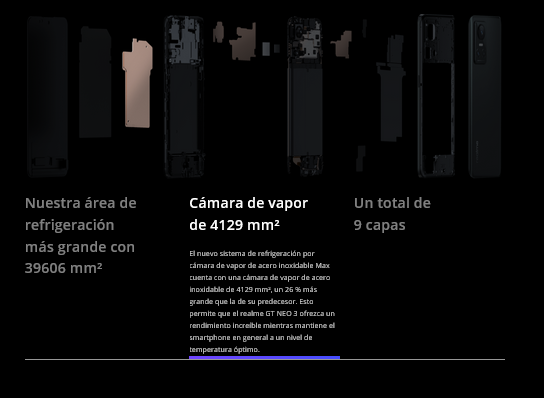 Nuestra área de
refrigeración
más grande con
39606 mm²
Cámara de vapor
de 4129 mm²
El nuevo sistema de refrigeración por
cámara de vapor de acero inoxidable Max
cuenta con una cámara de vapor de acero
inoxidable de 4129 mm², un 26 % más
grande que la de su predecesor. Esto
permite que el realme GT NEO 3 ofrezca un
rendimiento increíble mientras mantiene el
smartphone en general a un nivel de
temperatura óptimo.
Un total de
9 capas